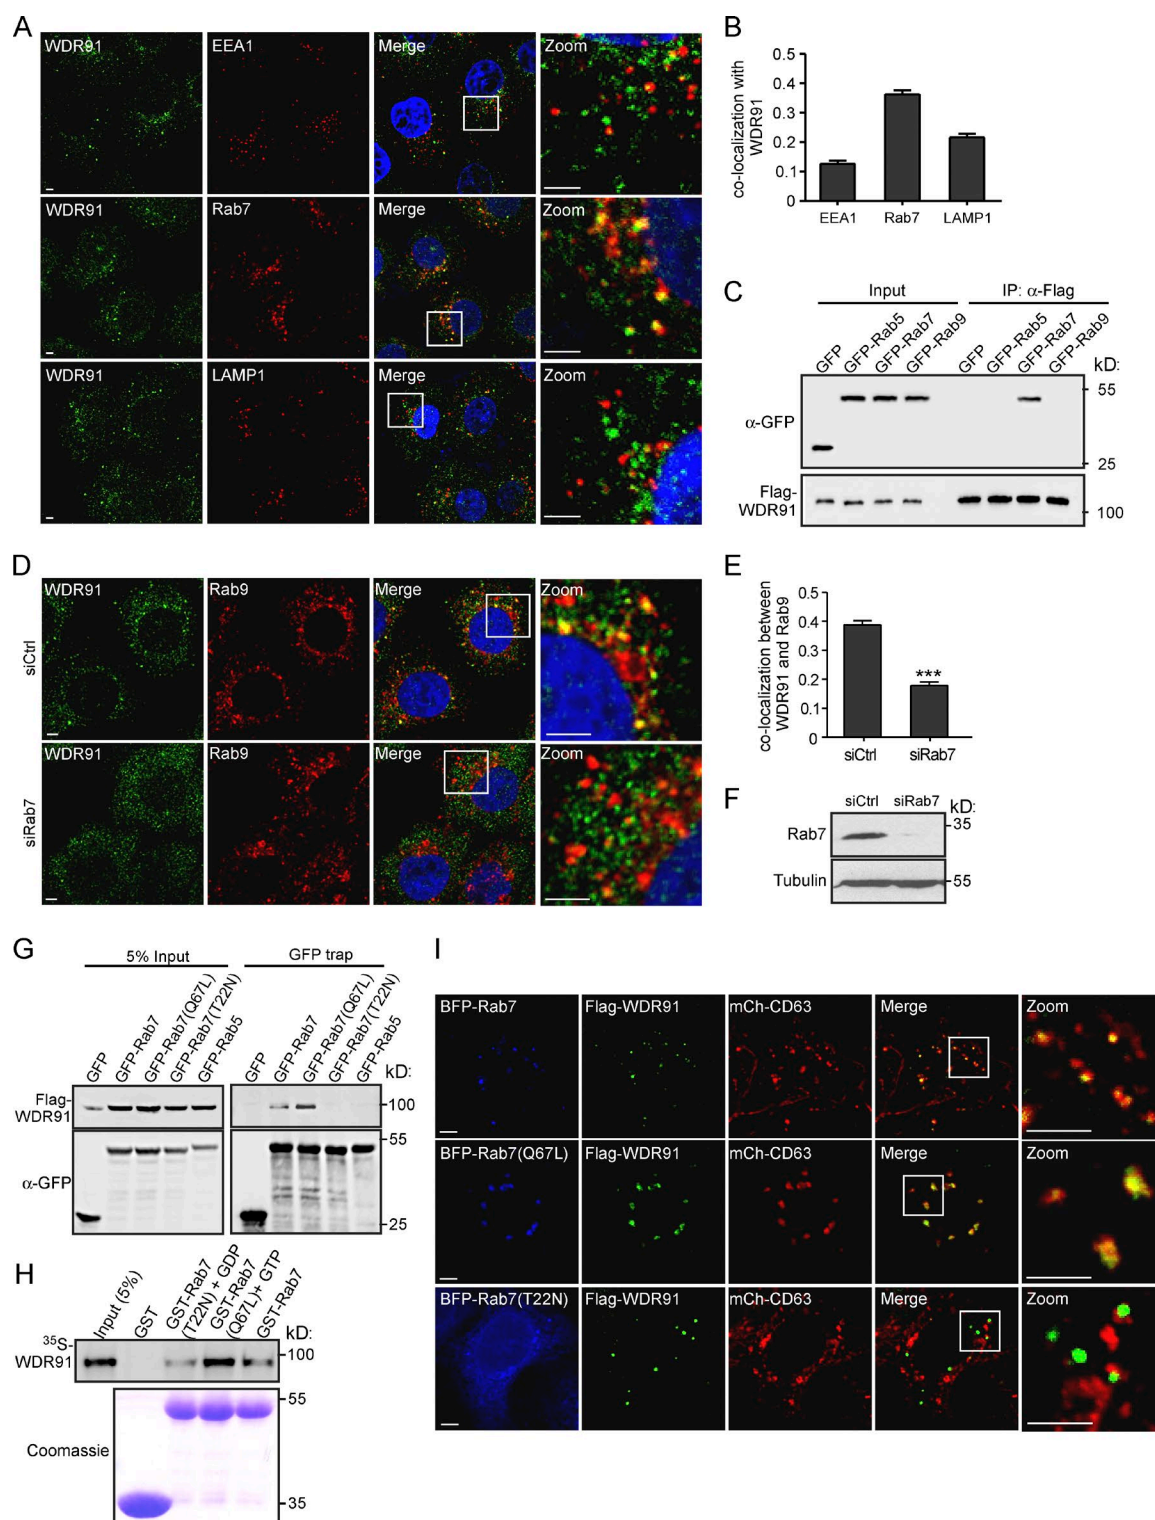 A
WDR91 EEA1 Merge Zoom
WDR91 Rab7 Merge Zoom
WDR91 LAMP1 Merge Zoom
B
co-localization with
WDR91
0.5
0.4
0.3
0.2
0.1
0
EEA1 Rab7 LAMP1
C
Input IP: α-Flag
GFP GFP-Rab5 GFP-Rab7 GFP-Rab9 GFP GFP-Rab5 GFP-Rab7 GFP-Rab9
kD:
α-GFP
55
25
Flag-
WDR91
100
D
siCtrl
WDR91 Rab9 Merge Zoom
siRab7
WDR91 Rab9 Merge Zoom
E
co-localization between
WDR91 and Rab9
0.5
0.4
0.3
0.2
0.1
0
***
siCtrl siRab7
F
siCtrl siRab7 kD:
Rab7 35
Tubulin 55
G
5% Input GFP trap
GFP GFP-Rab7 GFP-Rab7(Q67L) GFP-Rab7(T22N) GFP-Rab5 GFP GFP-Rab7 GFP-Rab7(Q67L) GFP-Rab7(T22N) GFP-Rab5
kD:
Flag-
WDR91
100
α-GFP
55
25
H
Input (5%) GST GST-Rab7 (T22N) + GDP GST-Rab7 (Q67L)+ GTP GST-Rab7
kD:
35S-
WDR91
100
Coomassie
55
35
I
BFP-Rab7 Flag-WDR91 mCh-CD63 Merge Zoom
BFP-Rab7(Q67L) Flag-WDR91 mCh-CD63 Merge Zoom
BFP-Rab7(T22N) Flag-WDR91 mCh-CD63 Merge Zoom